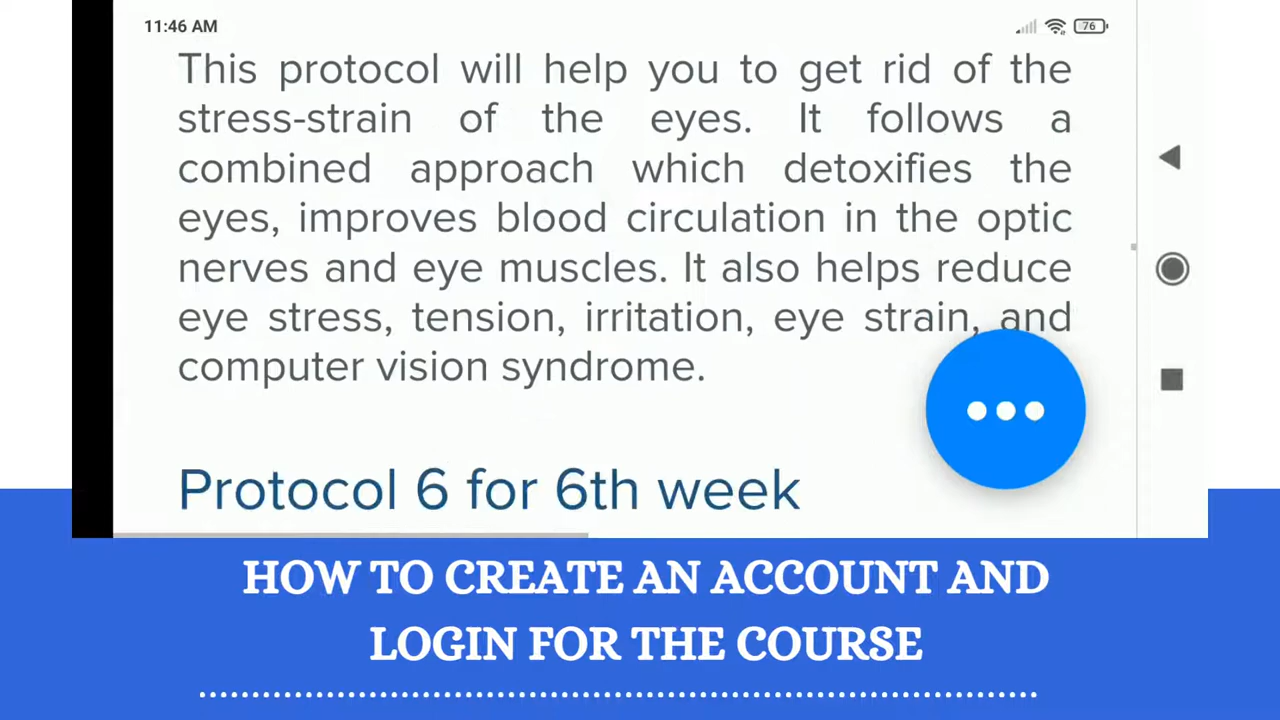 11:46 AM
76
This protocol will help you to get rid of the
stress-strain of the eyes. It follows a
combined approach which detoxifies the
eyes, improves blood circulation in the optic
nerves and eye muscles. It also helps reduce
eye stress, tension, irritation, eye strain, and
computer vision syndrome.
Protocol 6 for 6th week
HOW TO CREATE AN ACCOUNT AND
LOGIN FOR THE COURSE